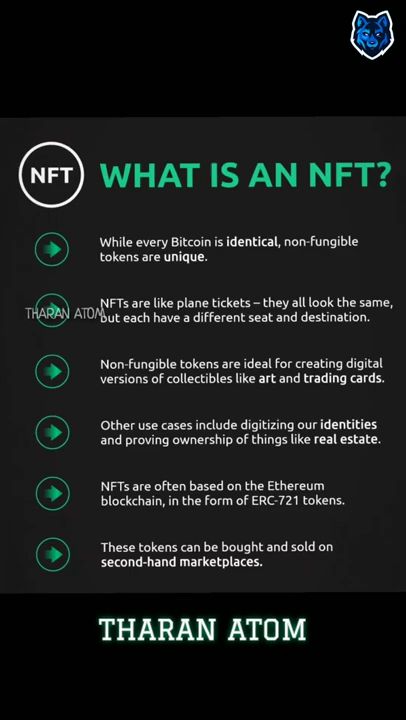 NFT
WHAT IS AN NFT?
While every Bitcoin is identical, non-fungible
tokens are unique.
NFTs are like plane tickets – they all look the same,
THARAN ATOM
but each have a different seat and destination.
Non-fungible tokens are ideal for creating digital
versions of collectibles like art and trading cards.
Other use cases include digitizing our identities
and proving ownership of things like real estate.
NFTs are often based on the Ethereum
blockchain, in the form of ERC-721 tokens.
These tokens can be bought and sold on
second-hand marketplaces.
THARAN ATOM